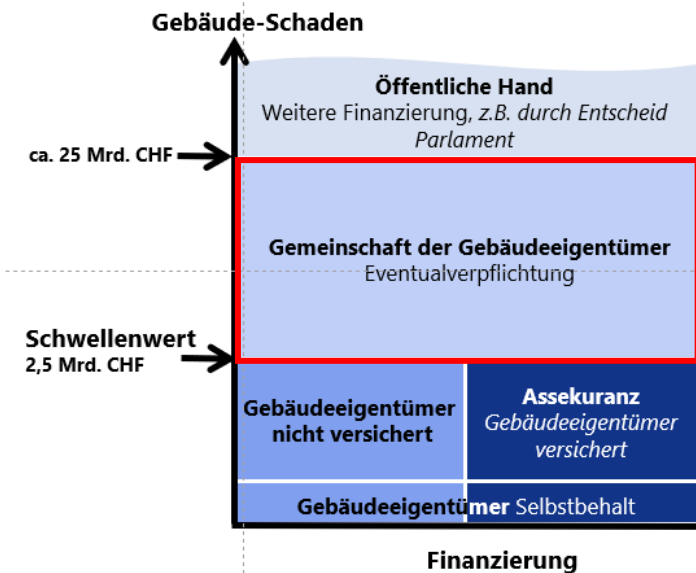 Gebäude-Schaden
Öffentliche Hand
Weitere Finanzierung, z.B. durch Entscheid
Parlament
ca. 25 Mrd. CHF
Gemeinschaft der Gebäudeeigentümer
Eventualverpflichtung
Schwellenwert
2,5 Mrd. CHF
Gebäudeeigentümer
nicht versichert
Assekuranz
Gebäudeeigentümer
versichert
Gebäudeeigentümer Selbstbehalt
Finanzierung